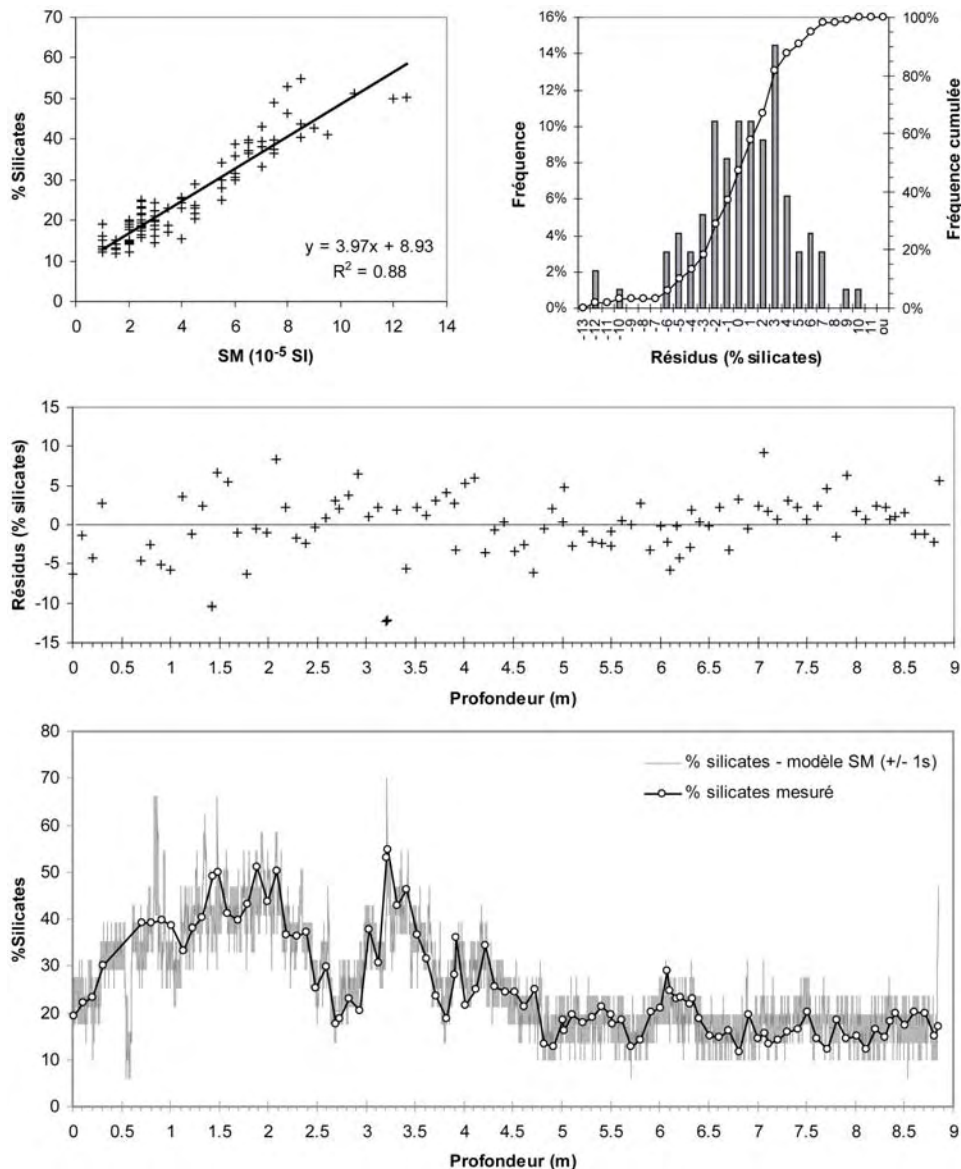 70
60
50
40
30
20
10
0
% Silicates
y = 3.97x + 8.93
R² = 0.88
0 2 4 6 8 10 12 14
SM (10⁻⁵ SI)
16%
14%
12%
10%
8%
6%
4%
2%
0%
Fréquence
100%
80%
60%
40%
20%
0%
Fréquence cumulée
-13 -12 -11 -10 -9 -8 -7 -6 -5 -4 -3 -2 -1 0 1 2 3 4 5 6 7 8 9 10 11 ou
Résidus (% silicates)
15
10
5
0
-5
-10
-15
Résidus (% silicates)
0 0.5 1 1.5 2 2.5 3 3.5 4 4.5 5 5.5 6 6.5 7 7.5 8 8.5 9
Profondeur (m)
80
70
60
50
40
30
20
10
0
%Silicates
% silicates - modèle SM (+/- 1s)
% silicates mesuré
0 0.5 1 1.5 2 2.5 3 3.5 4 4.5 5 5.5 6 6.5 7 7.5 8 8.5 9
Profondeur (m)